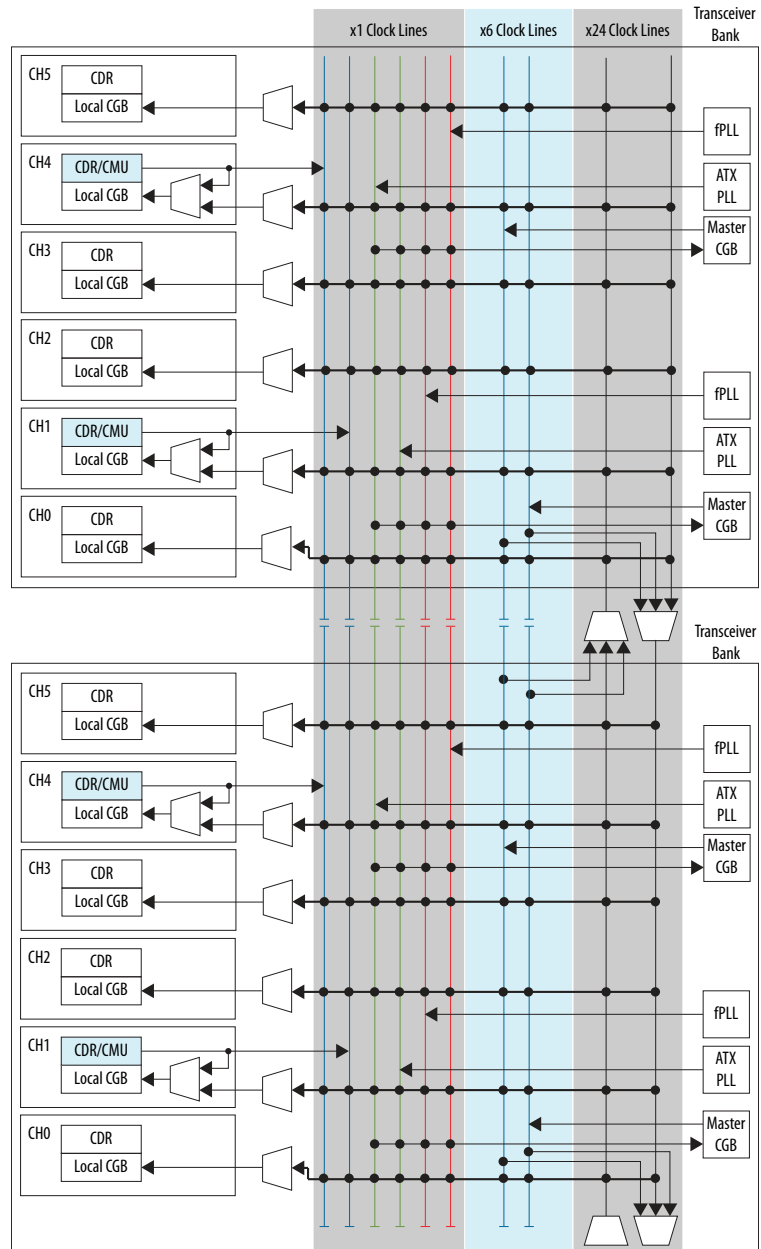 x1 Clock Lines
x6 Clock Lines
x24 Clock Lines
Transceiver
Bank
CH5
CDR
Local CGB
fPLL
CH4
CDR/CMU
Local CGB
ATX
PLL
Master
CGB
CH3
CDR
Local CGB
CH2
CDR
Local CGB
fPLL
CH1
CDR/CMU
Local CGB
ATX
PLL
Master
CGB
CH0
CDR
Local CGB
Transceiver
Bank
CH5
CDR
Local CGB
fPLL
CH4
CDR/CMU
Local CGB
ATX
PLL
Master
CGB
CH3
CDR
Local CGB
CH2
CDR
Local CGB
fPLL
CH1
CDR/CMU
Local CGB
ATX
PLL
Master
CGB
CH0
CDR
Local CGB